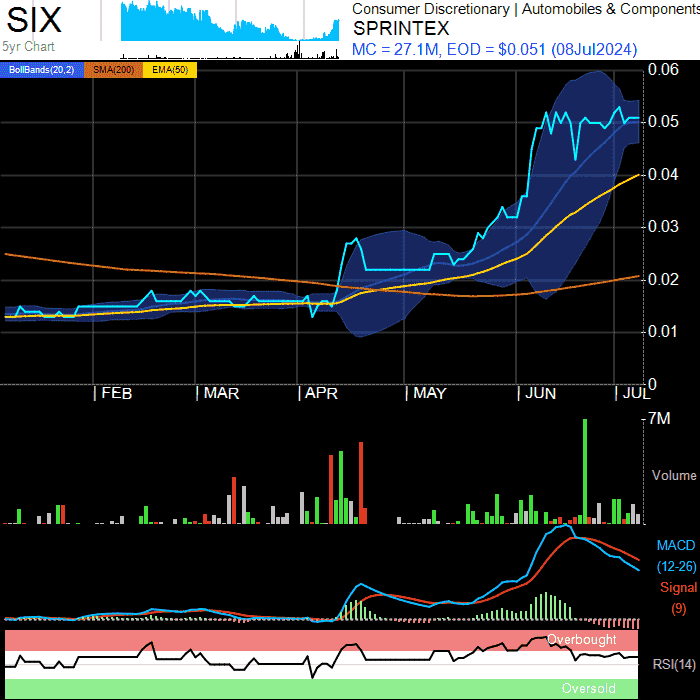 SIX
5yr Chart
Consumer Discretionary | Automobiles & Components
SPRINTEX
MC = 27.1M, EOD = $0.051 (08Jul2024)
BollBands(20,2) SMA(200) EMA(50)
0.06
0.05
0.04
0.03
0.02
0.01
0
| FEB | MAR | APR | MAY | JUN | JUL
7M
Volume
MACD
(12-26)
Signal
(9)
Overbought
RSI(14)
Oversold